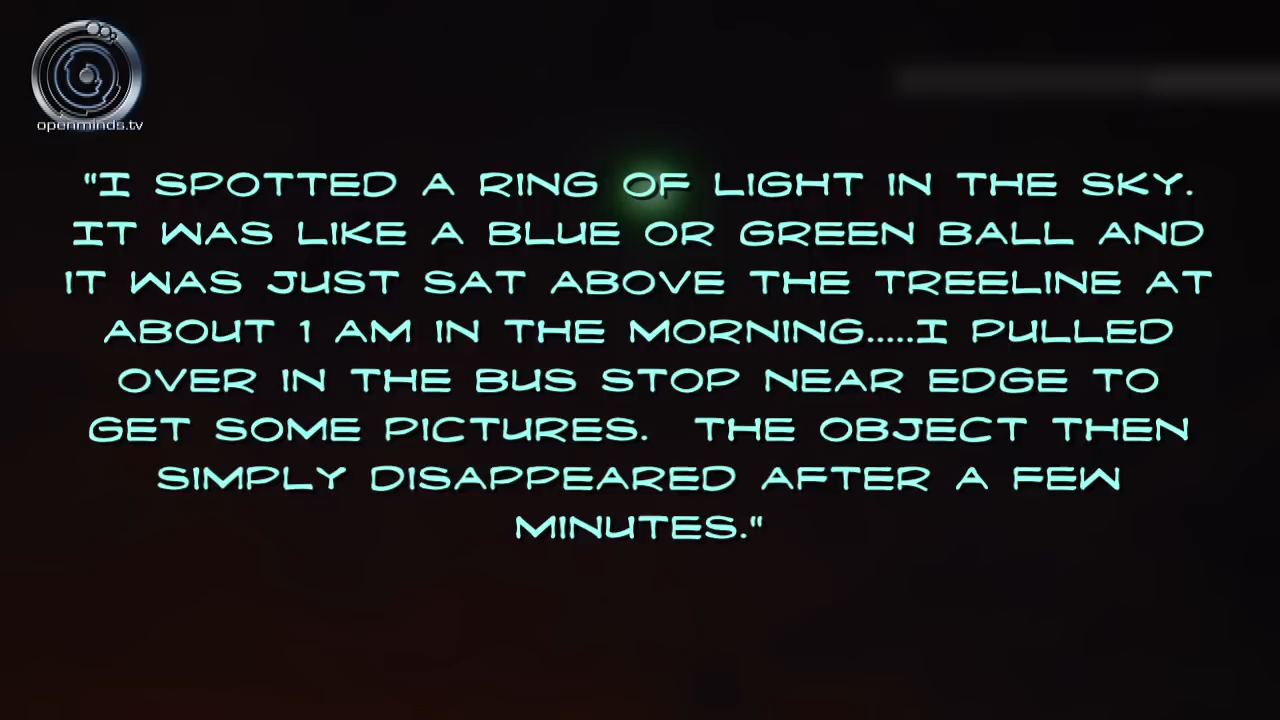 openminds.tv
"I SPOTTED A RING OF LIGHT IN THE SKY.
IT WAS LIKE A BLUE OR GREEN BALL AND
IT WAS JUST SAT ABOVE THE TREELINE AT
ABOUT 1 AM IN THE MORNING.....I PULLED
OVER IN THE BUS STOP NEAR EDGE TO
GET SOME PICTURES. THE OBJECT THEN
SIMPLY DISAPPEARED AFTER A FEW
MINUTES."